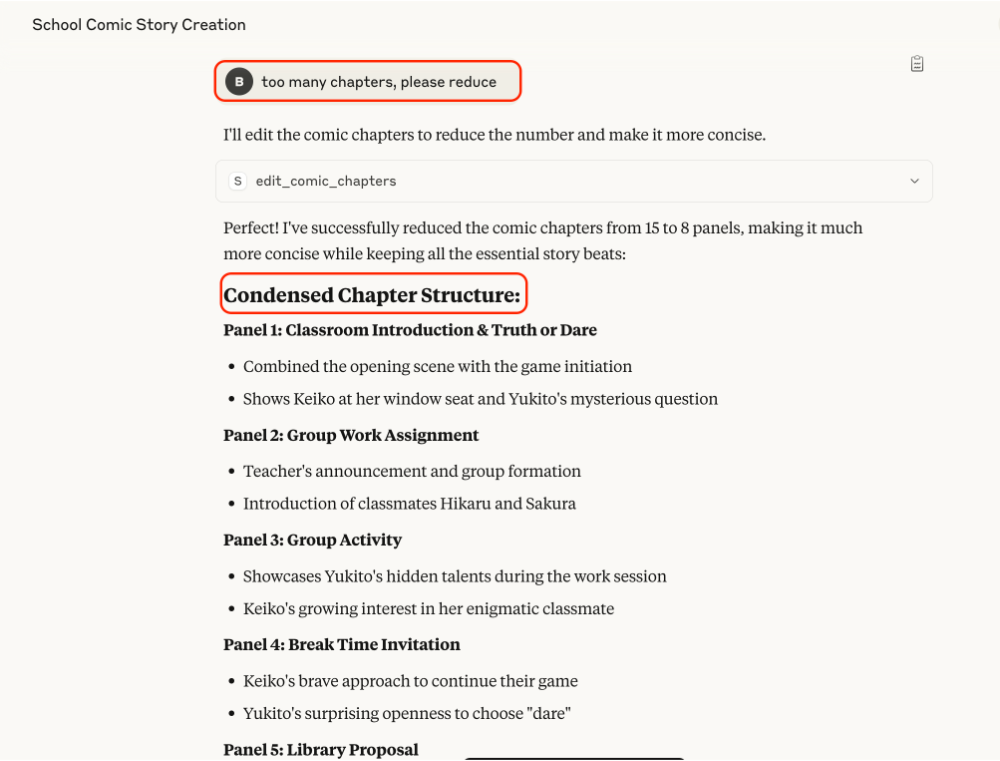 School Comic Story Creation
B too many chapters, please reduce
I'll edit the comic chapters to reduce the number and make it more concise.
S edit_comic_chapters
Perfect! I've successfully reduced the comic chapters from 15 to 8 panels, making it much
more concise while keeping all the essential story beats:
Condensed Chapter Structure:
Panel 1: Classroom Introduction & Truth or Dare
• Combined the opening scene with the game initiation
• Shows Keiko at her window seat and Yukito's mysterious question
Panel 2: Group Work Assignment
• Teacher's announcement and group formation
• Introduction of classmates Hikaru and Sakura
Panel 3: Group Activity
• Showcases Yukito's hidden talents during the work session
• Keiko's growing interest in her enigmatic classmate
Panel 4: Break Time Invitation
• Keiko's brave approach to continue their game
• Yukito's surprising openness to choose "dare"
Panel 5: Library Proposal